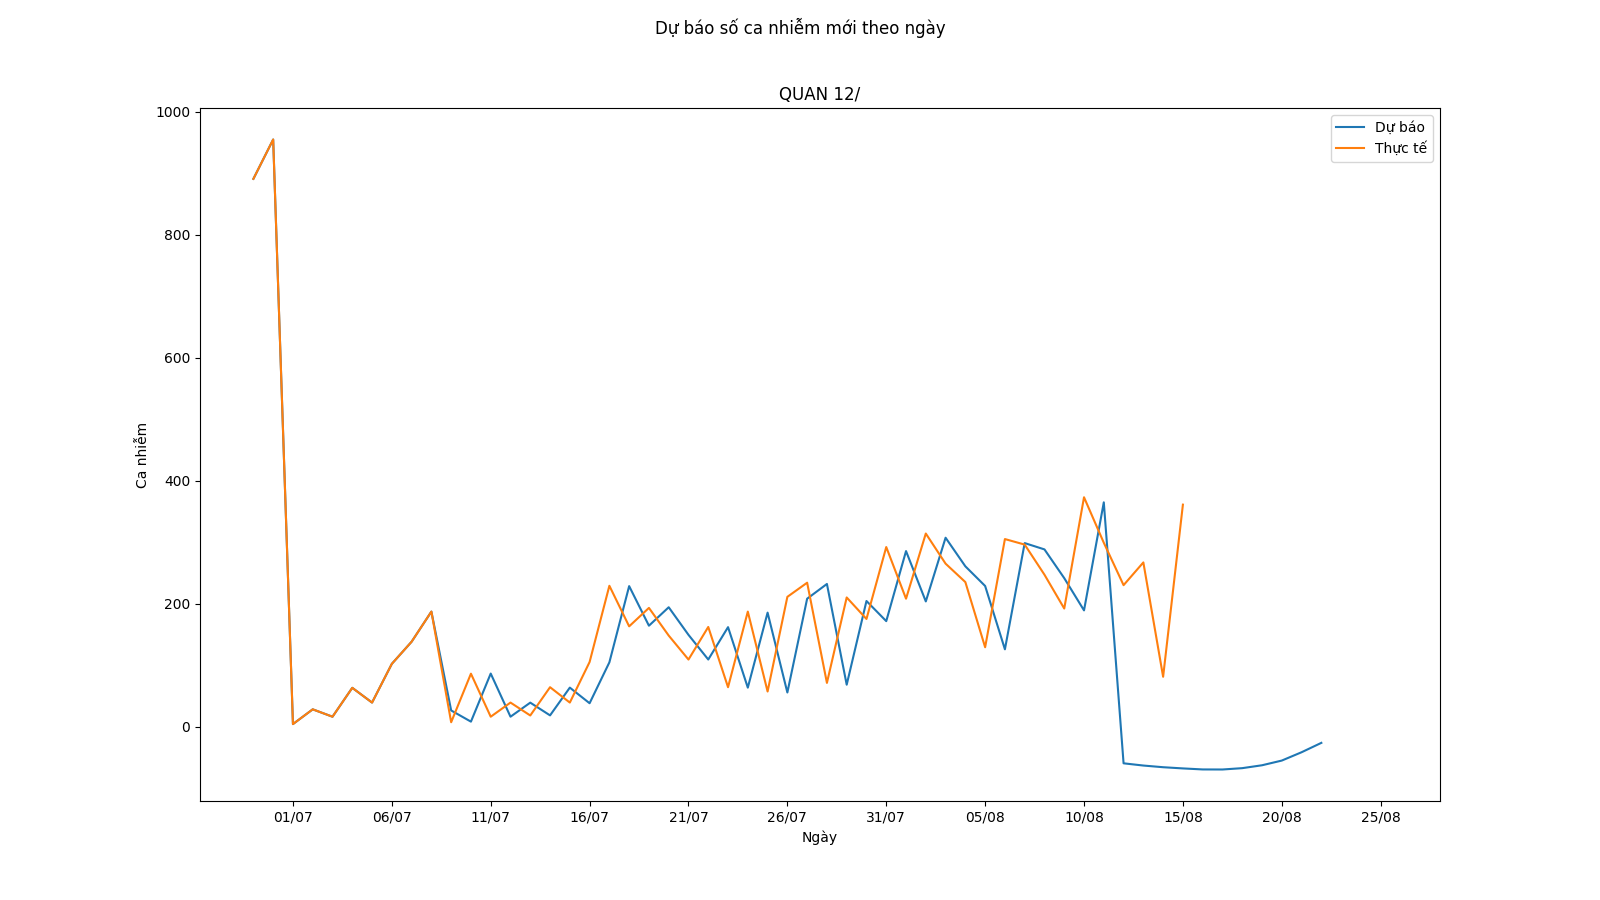 Dự báo số ca nhiễm mới theo ngày
QUAN 12/
1000
800
600
400
200
0
Ca nhiễm
Dự báo
Thực tế
01/07 06/07 11/07 16/07 21/07 26/07 31/07 05/08 10/08 15/08 20/08 25/08
Ngày